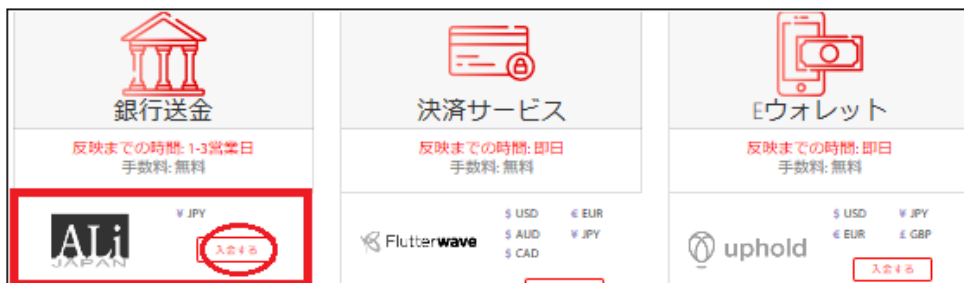 銀行送金
反映までの時間: 1-3営業日
手数料: 無料
ALi
JAPAN
¥ JPY
入会する
決済サービス
反映までの時間: 即日
手数料: 無料
Flutterwave
$ USD € EUR
$ AUD ¥ JPY
$ CAD
Eウォレット
反映までの時間: 即日
手数料: 無料
uphold
$ USD ¥ JPY
€ EUR £ GBP
入会する